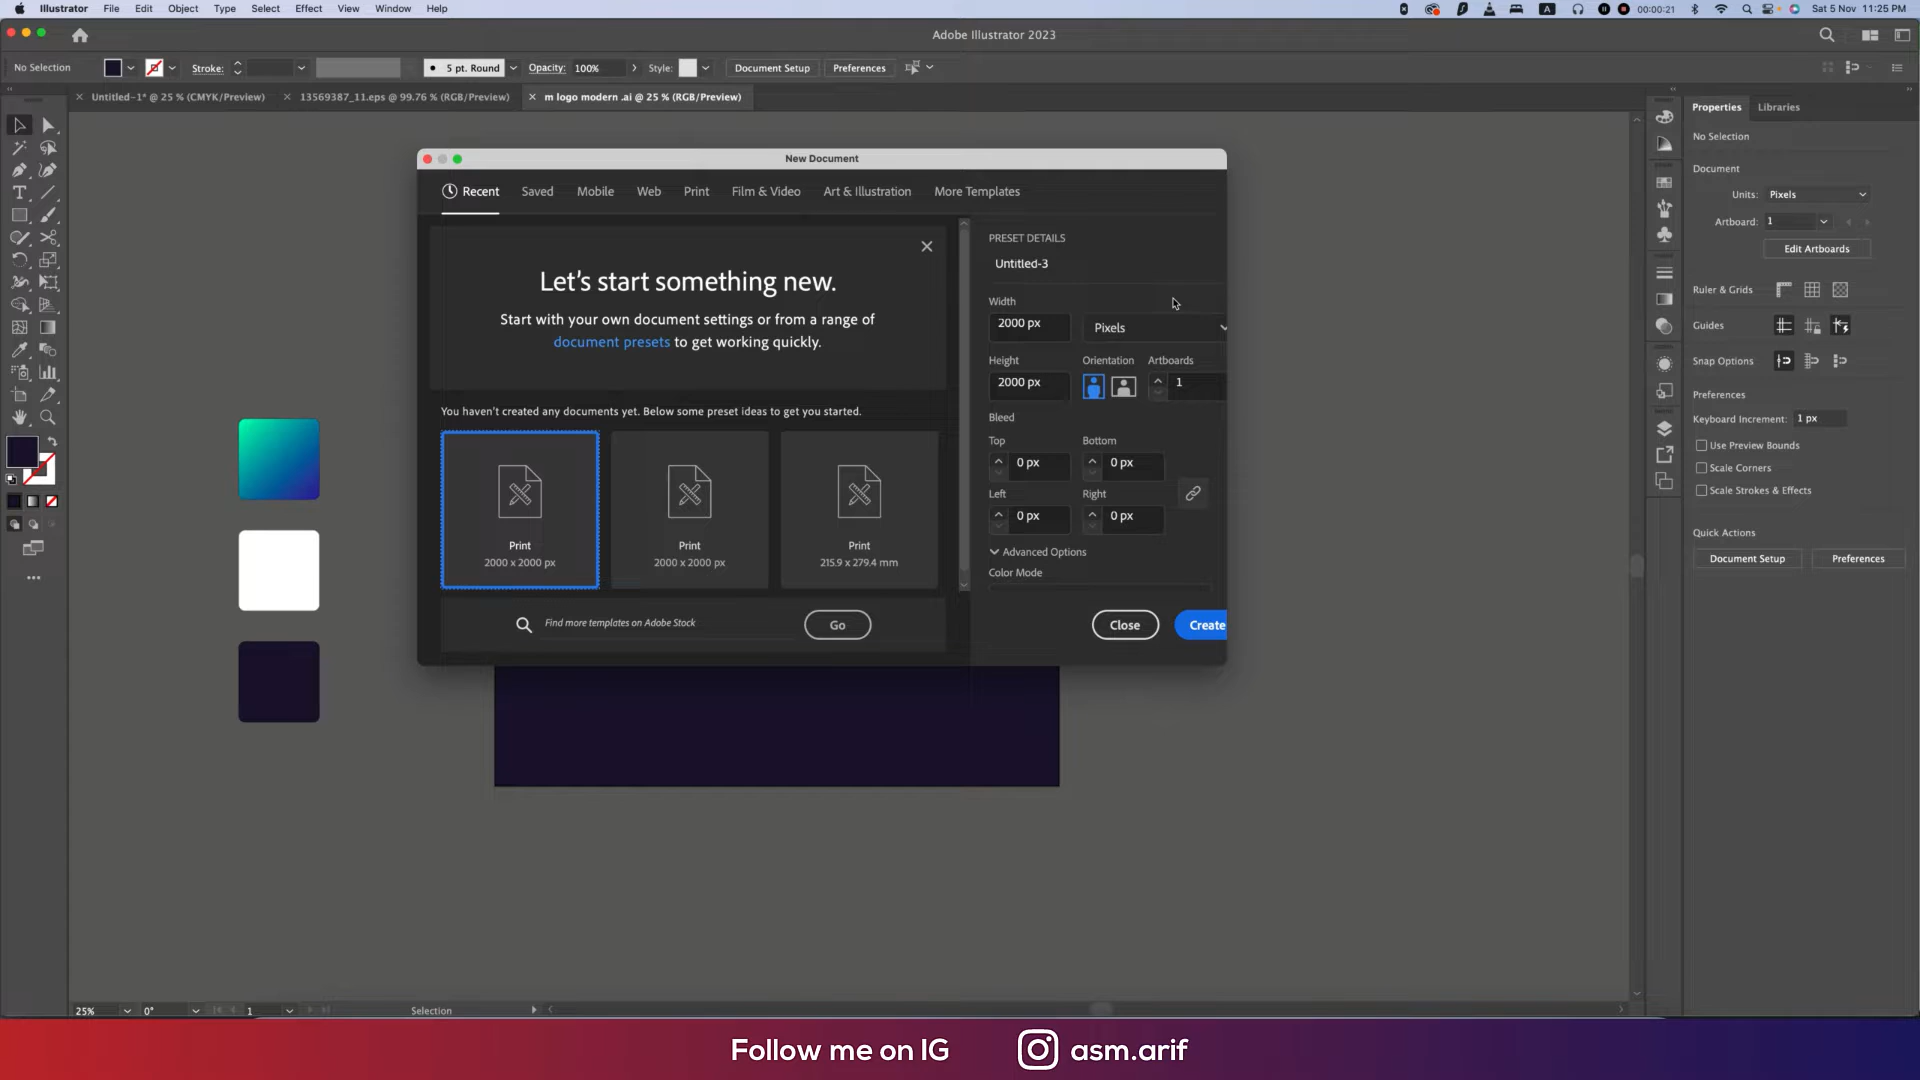 Illustrator File Edit Object Type Select Effect View Window Help
00:00:21 Sat 5 Nov 11:25 PM
Adobe Illustrator 2023
No Selection Stroke: 5 pt. Round Opacity: 100% Style: Document Setup Preferences
Untitled-1* @ 25 % (CMYK/Preview) 13569387_11.eps @ 99.76 % (RGB/Preview) m logo modern .ai @ 25 % (RGB/Preview)
New Document
Recent Saved Mobile Web Print Film & Video Art & Illustration More Templates
Let's start something new.
Start with your own document settings or from a range of
document presets to get working quickly.
You haven't created any documents yet. Below some preset ideas to get you started.
Print
2000 x 2000 px
Print
2000 x 2000 px
Print
215.9 x 279.4 mm
Find more templates on Adobe Stock
Go
PRESET DETAILS
Untitled-3
Width
2000 px Pixels
Height Orientation Artboards
2000 px 1
Bleed
Top Bottom
0 px 0 px
Left Right
0 px 0 px
Advanced Options
Color Mode
Close Create
Properties Libraries
No Selection
Document
Units: Pixels
Artboard: 1
Edit Artboards
Ruler & Grids
Guides
Snap Options
Preferences
Keyboard Increment: 1 px
Use Preview Bounds
Scale Corners
Scale Strokes & Effects
Quick Actions
Document Setup Preferences
25% 0° 1 Selection
Follow me on IG asm.arif